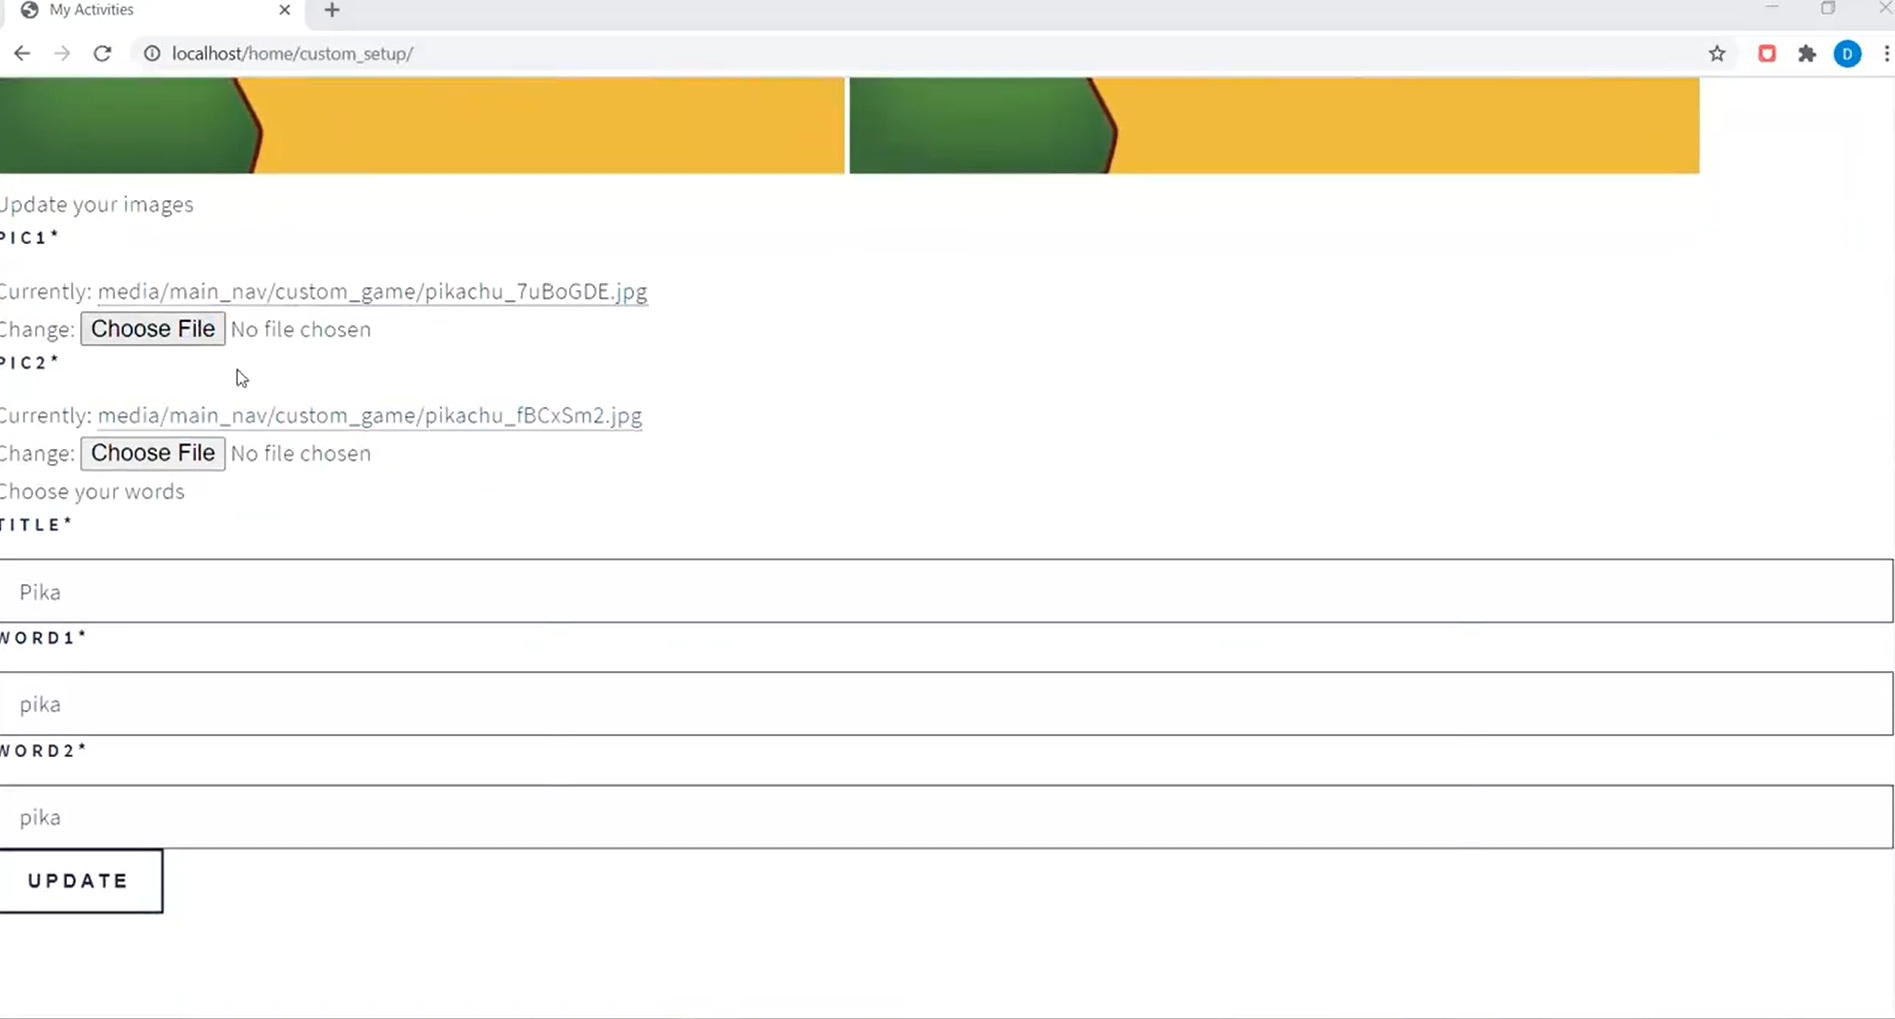 My Activities
localhost/home/custom_setup/
D
Update your images
PIC1*
Currently: media/main_nav/custom_game/pikachu_7uBoGDE.jpg
Change: Choose File No file chosen
PIC2*
Currently: media/main_nav/custom_game/pikachu_fBCxSm2.jpg
Change: Choose File No file chosen
Choose your words
TITLE*
Pika
WORD1*
pika
WORD2*
pika
UPDATE